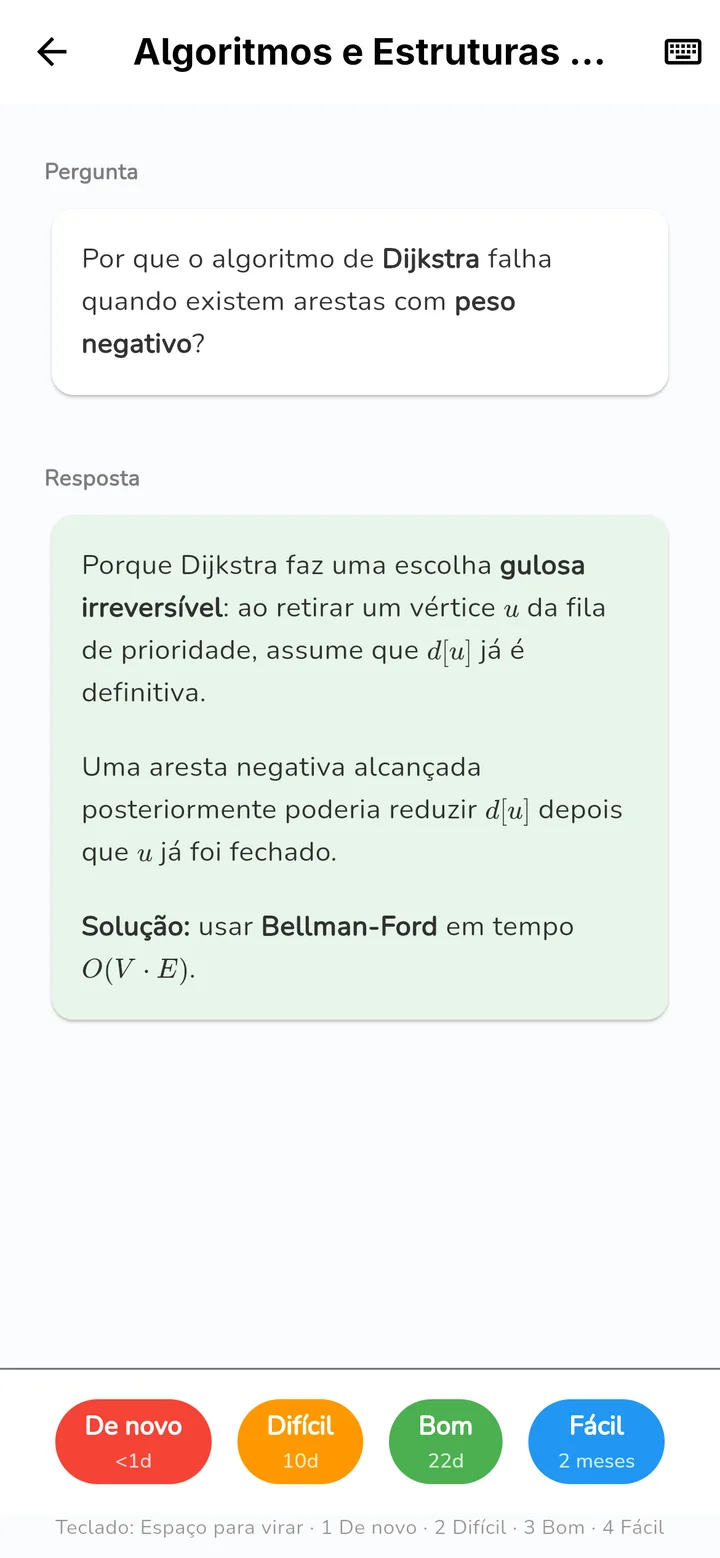 Algoritmos e Estruturas ...
Pergunta
Por que o algoritmo de Dijkstra falha
quando existem arestas com peso
negativo?
Resposta
Porque Dijkstra faz uma escolha gulosa
irreversível: ao retirar um vértice u da fila
de prioridade, assume que d[u] já é
definitiva.
Uma aresta negativa alcançada
posteriormente poderia reduzir d[u] depois
que u já foi fechado.
Solução: usar Bellman-Ford em tempo
O(V · E).
De novo
<1d
Difícil
10d
Bom
22d
Fácil
2 meses
Teclado: Espaço para virar · 1 De novo · 2 Difícil · 3 Bom · 4 Fácil